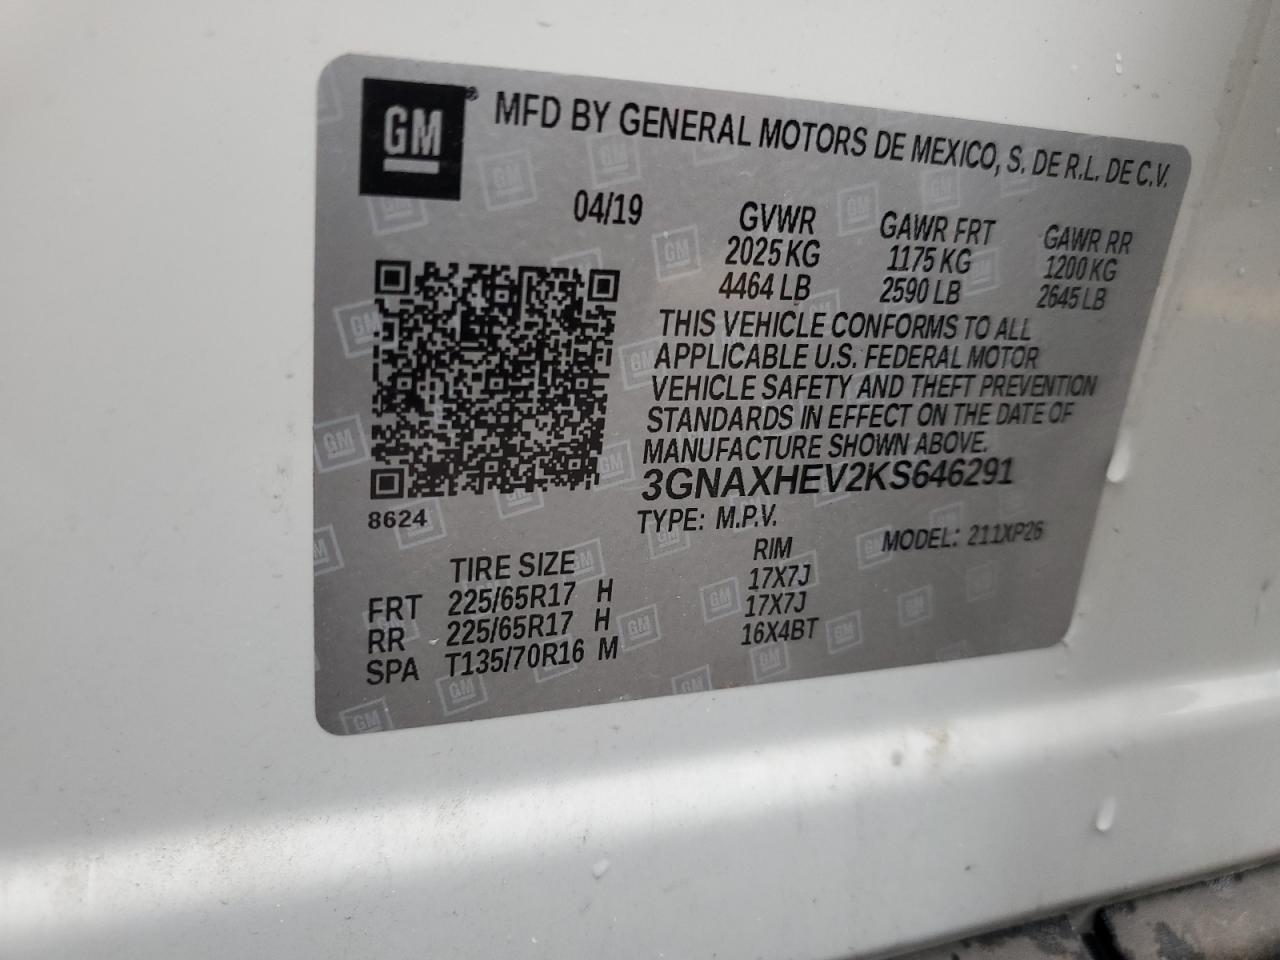 GM® MFD BY GENERAL MOTORS DE MEXICO, S. DE R.L. DE C.V.
04/19
GVWR GAWR FRT GAWR RR
2025 KG 1175 KG 1200 KG
4464 LB 2590 LB 2645 LB
THIS VEHICLE CONFORMS TO ALL
APPLICABLE U.S. FEDERAL MOTOR
VEHICLE SAFETY AND THEFT PREVENTION
STANDARDS IN EFFECT ON THE DATE OF
MANUFACTURE SHOWN ABOVE.
3GNAXHEV2KS646291
8624
TYPE: M.P.V. MODEL: 211XP26
TIRE SIZE RIM
FRT 225/65R17 H 17X7J
RR 225/65R17 H 17X7J
SPA T135/70R16 M 16X4BT